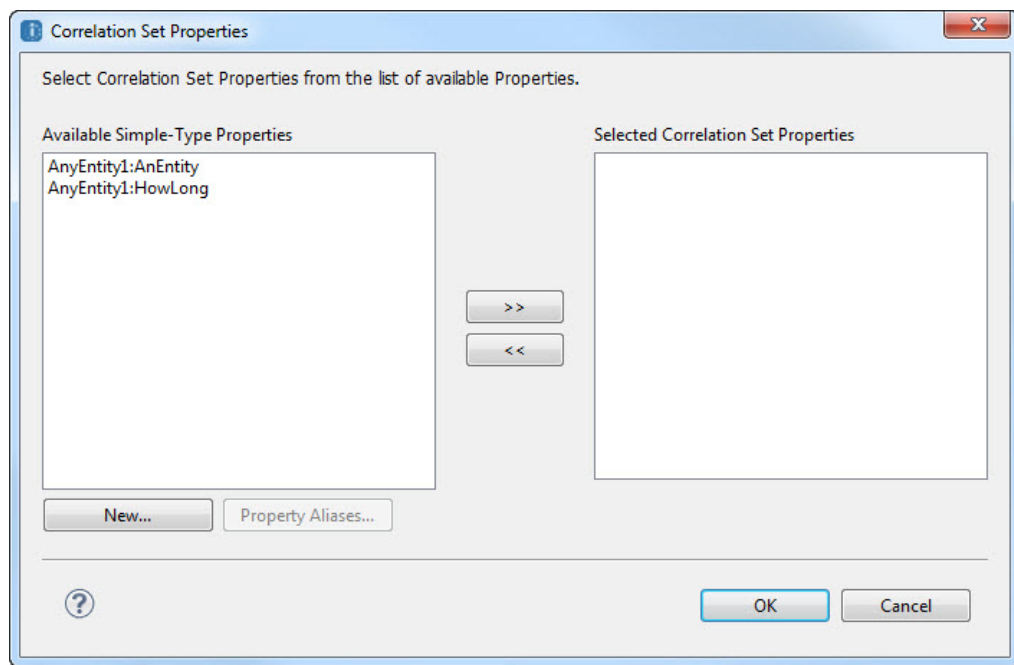 Correlation Set Properties
Select Correlation Set Properties from the list of available Properties.
Available Simple-Type Properties
AnyEntity1:AnEntity
AnyEntity1:HowLong
>>
<<
Selected Correlation Set Properties
New...
Property Aliases...
?
OK
Cancel